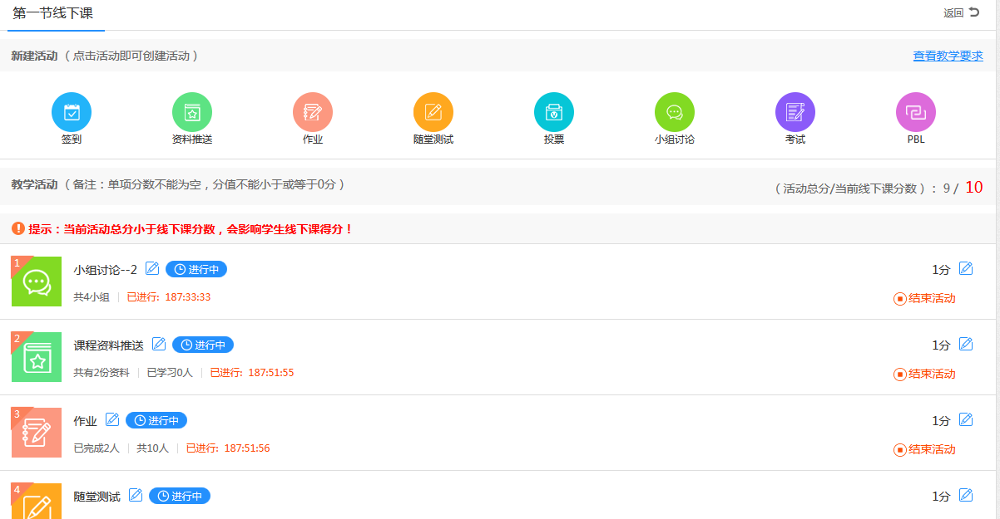 第一节线下课 返回
新建活动 ( 点击活动即可创建活动 ) 查看教学要求
签到 资料推送 作业 随堂测试 投票 小组讨论 考试 PBL
教学活动 ( 备注：单项分数不能为空，分值不能小于或等于0分 ) ( 活动总分/当前线下课分数 ) ： 9 / 10
提示：当前活动总分小于线下课分数，会影响学生线下课得分！
1 小组讨论--2 进行中 1分
共4小组 已进行: 187:33:33 结束活动
2 课程资料推送 进行中 1分
共有2份资料 已学习0人 已进行: 187:51:55 结束活动
3 作业 进行中 1分
已完成2人 共10人 已进行: 187:51:56 结束活动
4 随堂测试 进行中 1分